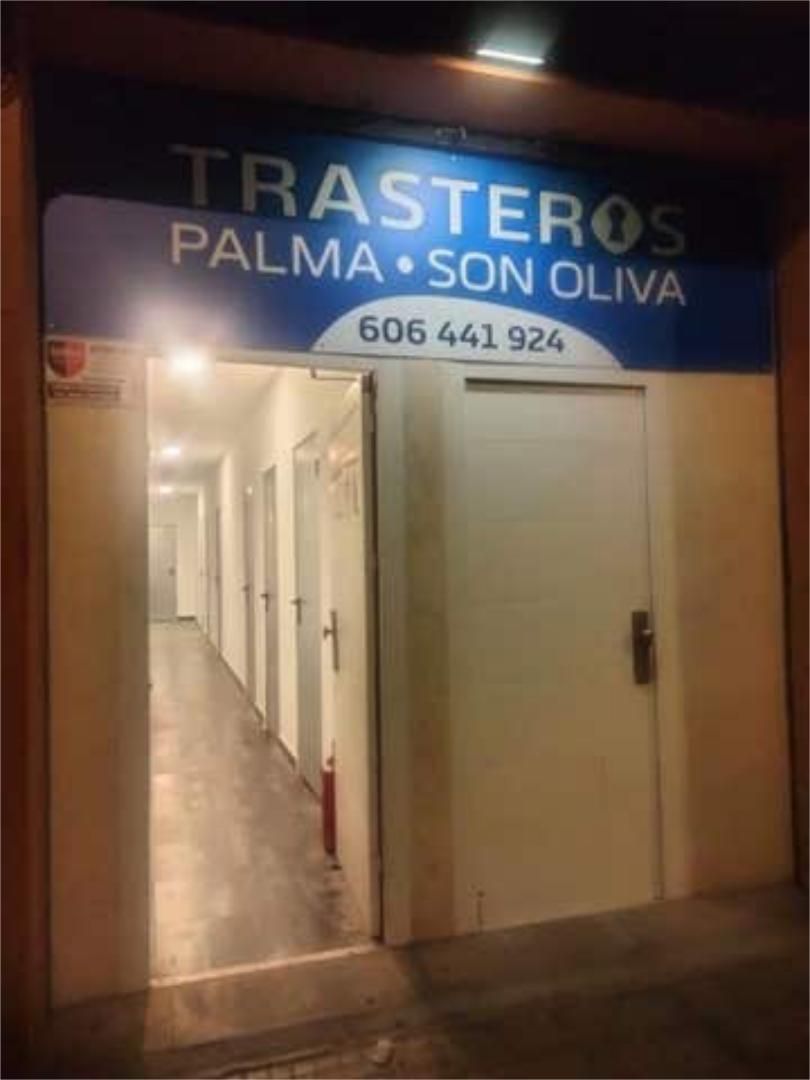 TRASTEROS
PALMA • SON OLIVA
606 441 924